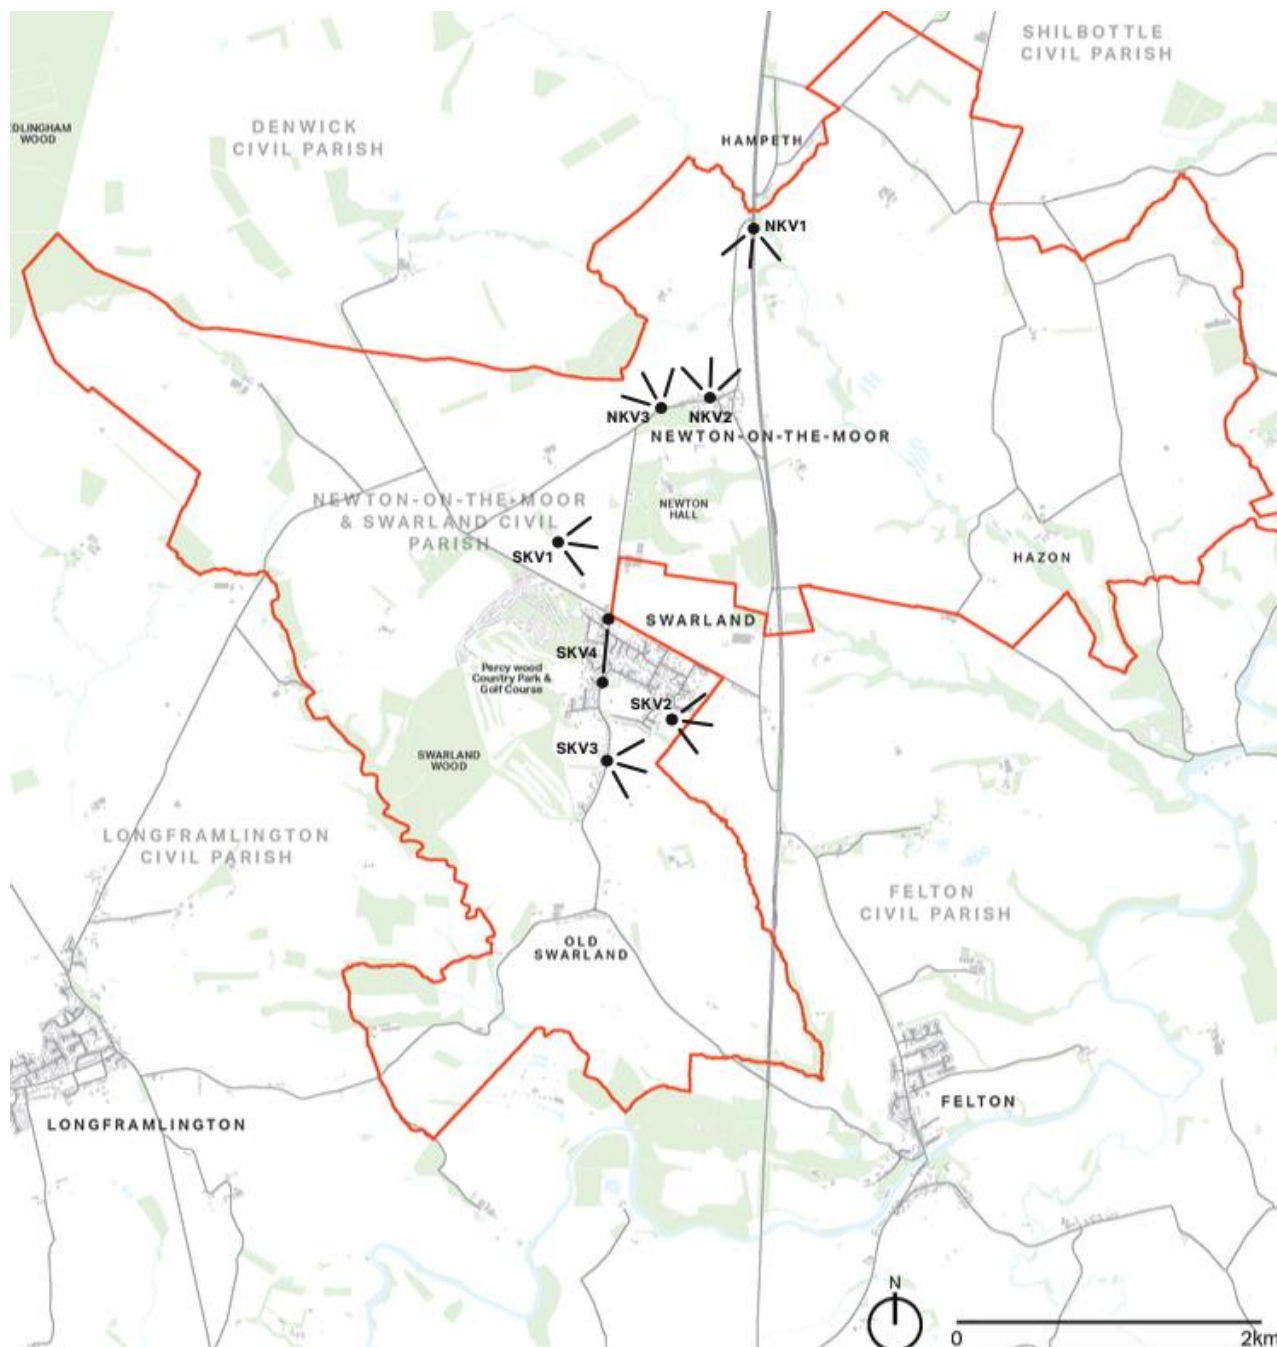 SHILBOTTLE
CIVIL PARISH
DENWICK
CIVIL PARISH
DLINGHAM
WOOD
HAMPETH
NKV1
NKV3
NKV2
NEWTON-ON-THE-MOOR
NEWTON-ON-THE-MOOR
& SWARLAND CIVIL
PARISH
NEWTON
HALL
SKV1
HAZON
SWARLAND
SKV4
Percy wood
Country Park &
Golf Course
SKV2
SKV3
SWARLAND
WOOD
LONGFRAMLINGTON
CIVIL PARISH
FELTON
CIVIL PARISH
OLD
SWARLAND
FELTON
LONGFRAMLINGTON
N
0
2km